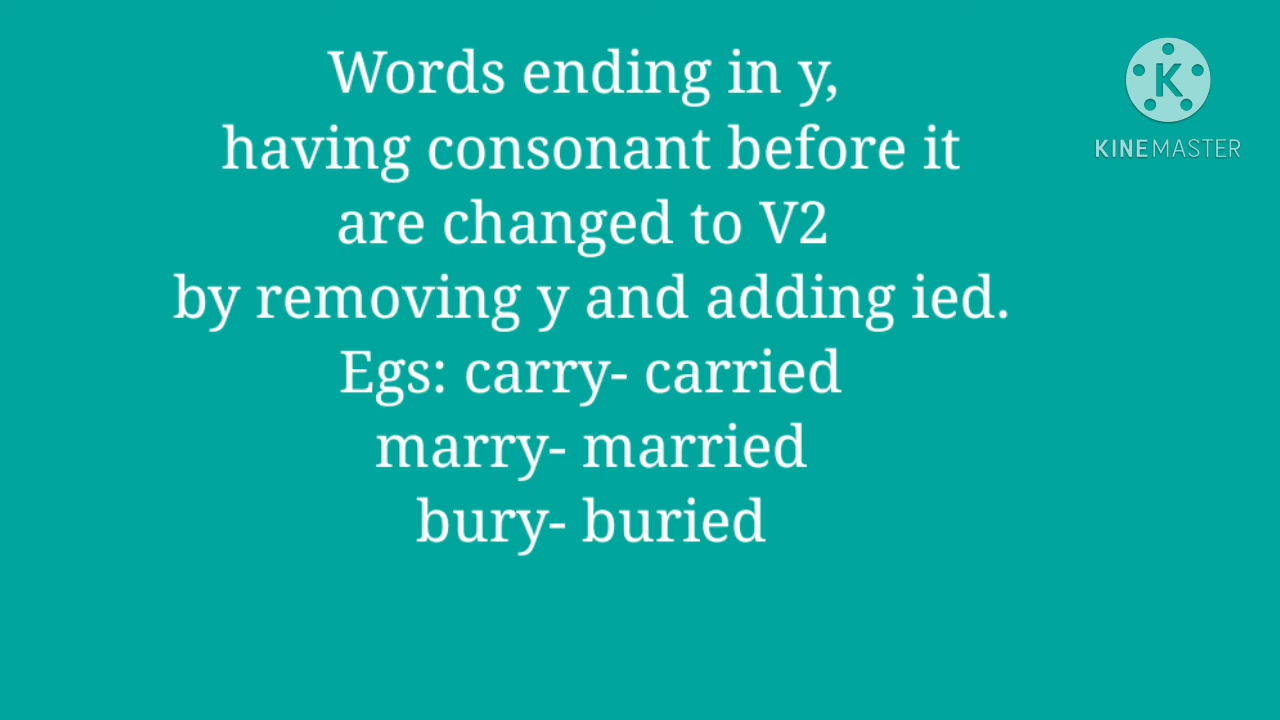 Words ending in y,
having consonant before it
are changed to V2
by removing y and adding ied.
Egs: carry- carried
marry- married
bury- buried
K
KINEMASTER